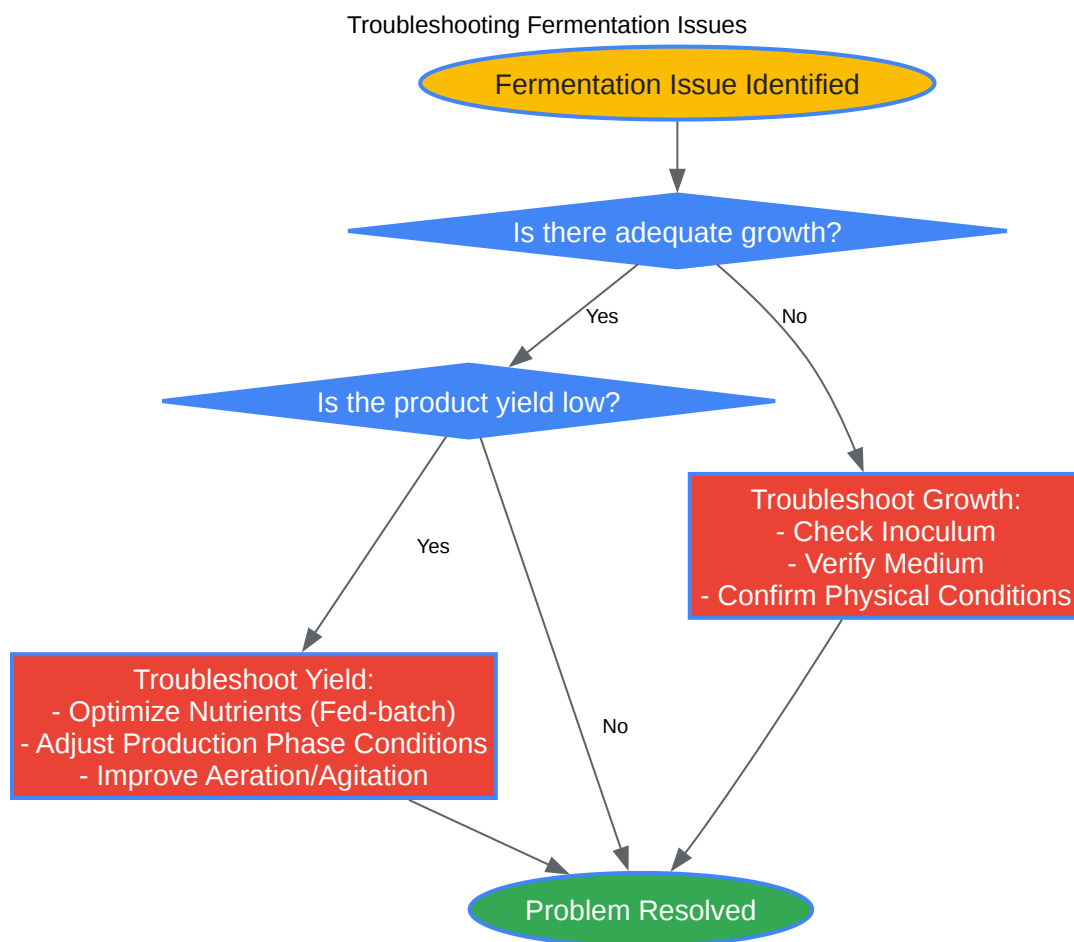 Troubleshooting Fermentation Issues
Fermentation Issue Identified
Is there adequate growth?
Yes
No
Is the product yield low?
Troubleshoot Growth:
- Check Inoculum
- Verify Medium
- Confirm Physical Conditions
Yes
Troubleshoot Yield:
- Optimize Nutrients (Fed-batch)
- Adjust Production Phase Conditions
- Improve Aeration/Agitation
No
Problem Resolved